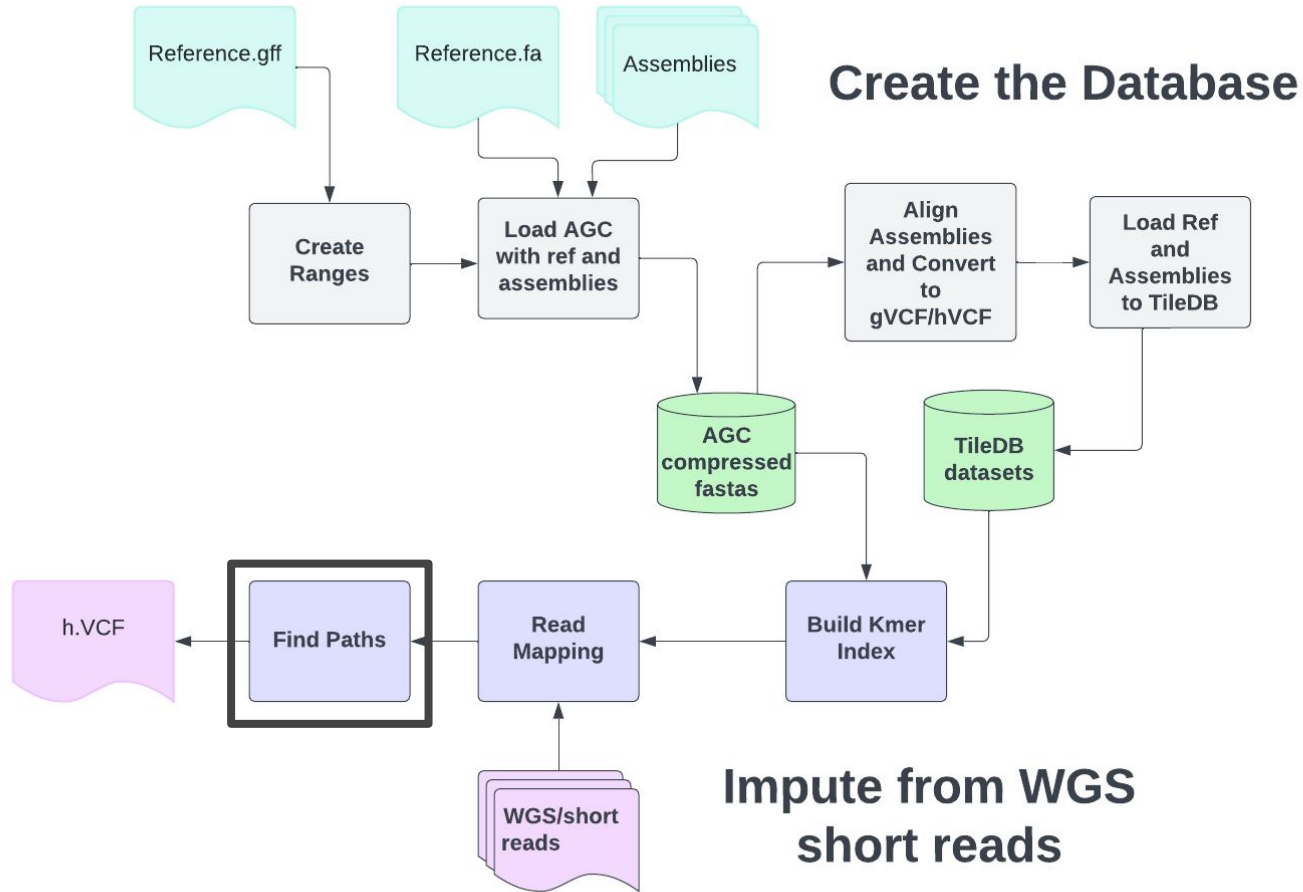 Reference.gff
Reference.fa
Assemblies
Create the Database
Create
Ranges
Load AGC
with ref and
assemblies
Align
Assemblies
and Convert
to
gVCF/hVCF
Load Ref
and
Assemblies
to TileDB
AGC
compressed
fastas
TileDB
datasets
h.VCF
Find Paths
Read
Mapping
Build Kmer
Index
WGS/short
reads
Impute from WGS
short reads